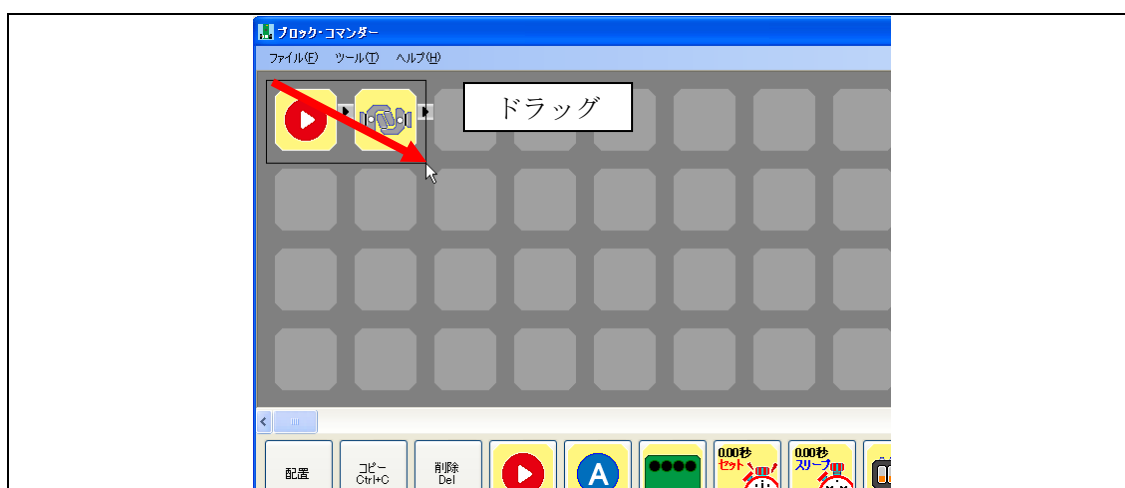 ブロック・コマンダー
ファイル(F) ツール(T) ヘルプ(H)
ドラッグ
配置
コピー
Ctrl+C
削除
Del
A
0.00秒
セット
0.00秒
スリープ